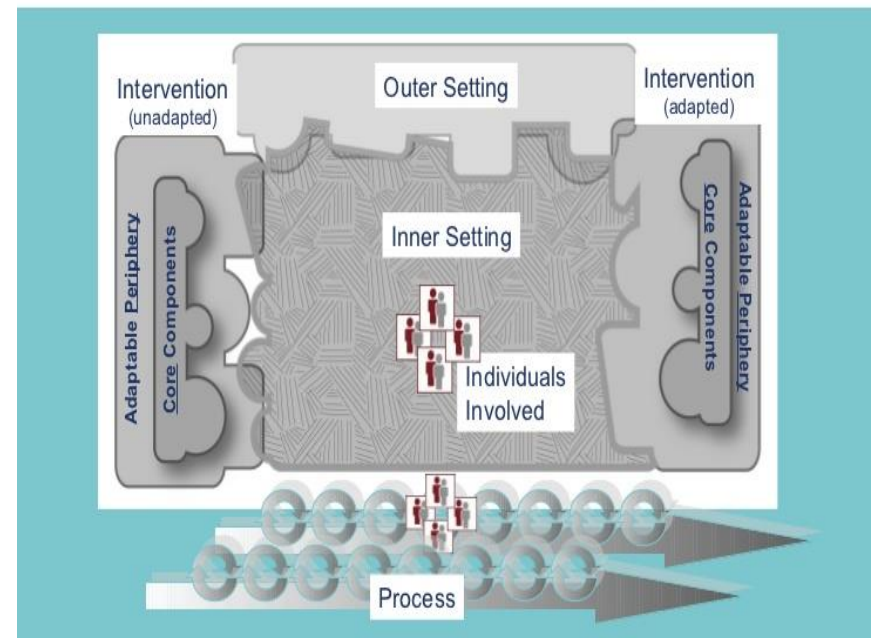 Intervention
(unadapted)
Outer Setting
Intervention
(adapted)
Adaptable Periphery
Core Components
Inner Setting
Individuals
Involved
Core Components
Adaptable Periphery
Process